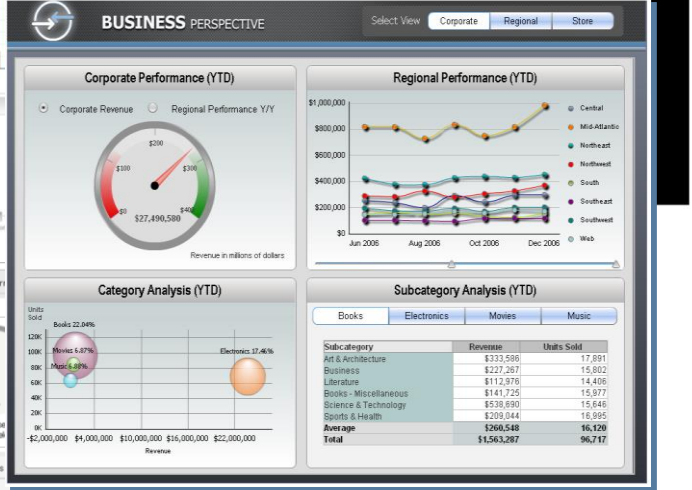 BUSINESS PERSPECTIVE
Select View Corporate Regional Store
Corporate Performance (YTD)
Corporate Revenue Regional Performance Y/Y
$200
$100 $300
$0 $400
$27,490,580
Revenue in millions of dollars
Regional Performance (YTD)
$1,000,000
$800,000
$600,000
$400,000
$200,000
$0
Jun 2006 Aug 2006 Oct 2006 Dec 2006
Central
Mid-Atlantic
Northeast
Northwest
South
Southeast
Southwest
Web
Category Analysis (YTD)
Units
Sold
120K
100K
80K
60K
40K
20K
0K
Books 22.04%
Movies 6.87%
Music 6.88%
Electronics 17.46%
-$2,000,000 $4,000,000 $10,000,000 $16,000,000 $22,000,000
Revenue
Subcategory Analysis (YTD)
Books Electronics Movies Music
Subcategory Revenue Units Sold
Art & Architecture $333,586 17,891
Business $227,267 15,802
Literature $112,976 14,406
Books - Miscellaneous $141,725 15,977
Science & Technology $538,690 15,646
Sports & Health $209,044 16,995
Average $260,548 16,120
Total $1,563,287 96,717